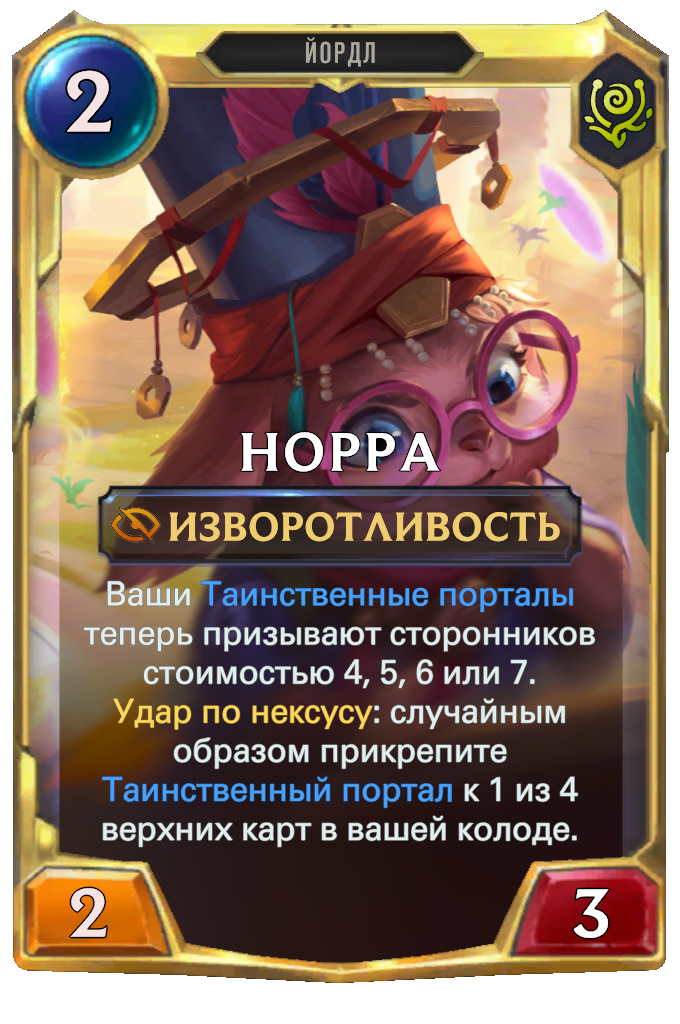 ЙОРДЛ
2
НОРРА
ИЗВОРОТЛИВОСТЬ
Ваши Таинственные порталы
теперь призывают сторонников
стоимостью 4, 5, 6 или 7.
Удар по нексусу: случайным
образом прикрепите
Таинственный портал к 1 из 4
верхних карт в вашей колоде.
2
3